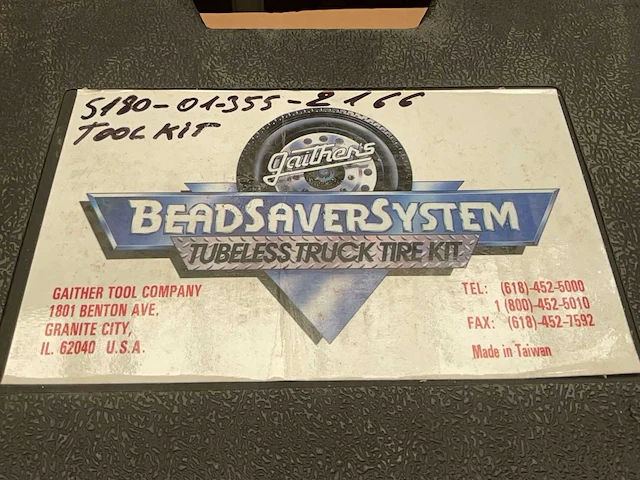 5180-01-355-2166
TOOL KIT
gaither's
BEADSAVERSYSTEM
TUBELESS TRUCK TIRE KIT
GAITHER TOOL COMPANY
1801 BENTON AVE.
GRANITE CITY,
IL. 62040 U.S.A.
TEL: (618)-452-5000
1 (800)-452-5010
FAX: (618)-452-7592
Made in Taiwan